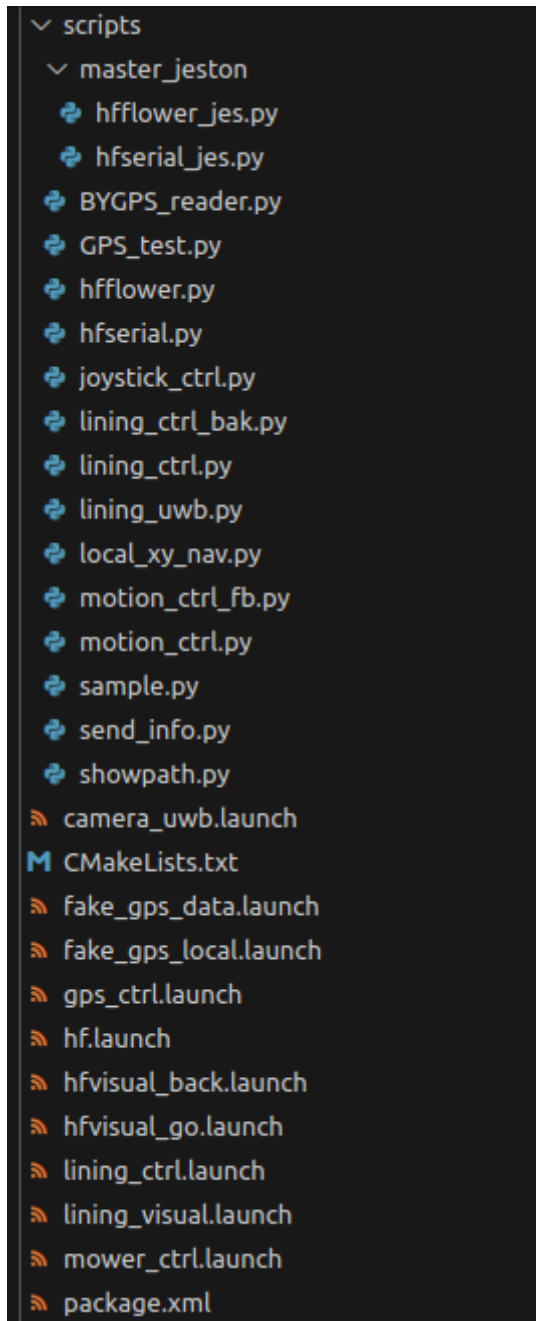 scripts
master_jeston
hfflower_jes.py
hfserial_jes.py
BYGPS_reader.py
GPS_test.py
hfflower.py
hfserial.py
joystick_ctrl.py
lining_ctrl_bak.py
lining_ctrl.py
lining_uwb.py
local_xy_nav.py
motion_ctrl_fb.py
motion_ctrl.py
sample.py
send_info.py
showpath.py
camera_uwb.launch
M CMakeLists.txt
fake_gps_data.launch
fake_gps_local.launch
gps_ctrl.launch
hf.launch
hfvisual_back.launch
hfvisual_go.launch
lining_ctrl.launch
lining_visual.launch
mower_ctrl.launch
package.xml